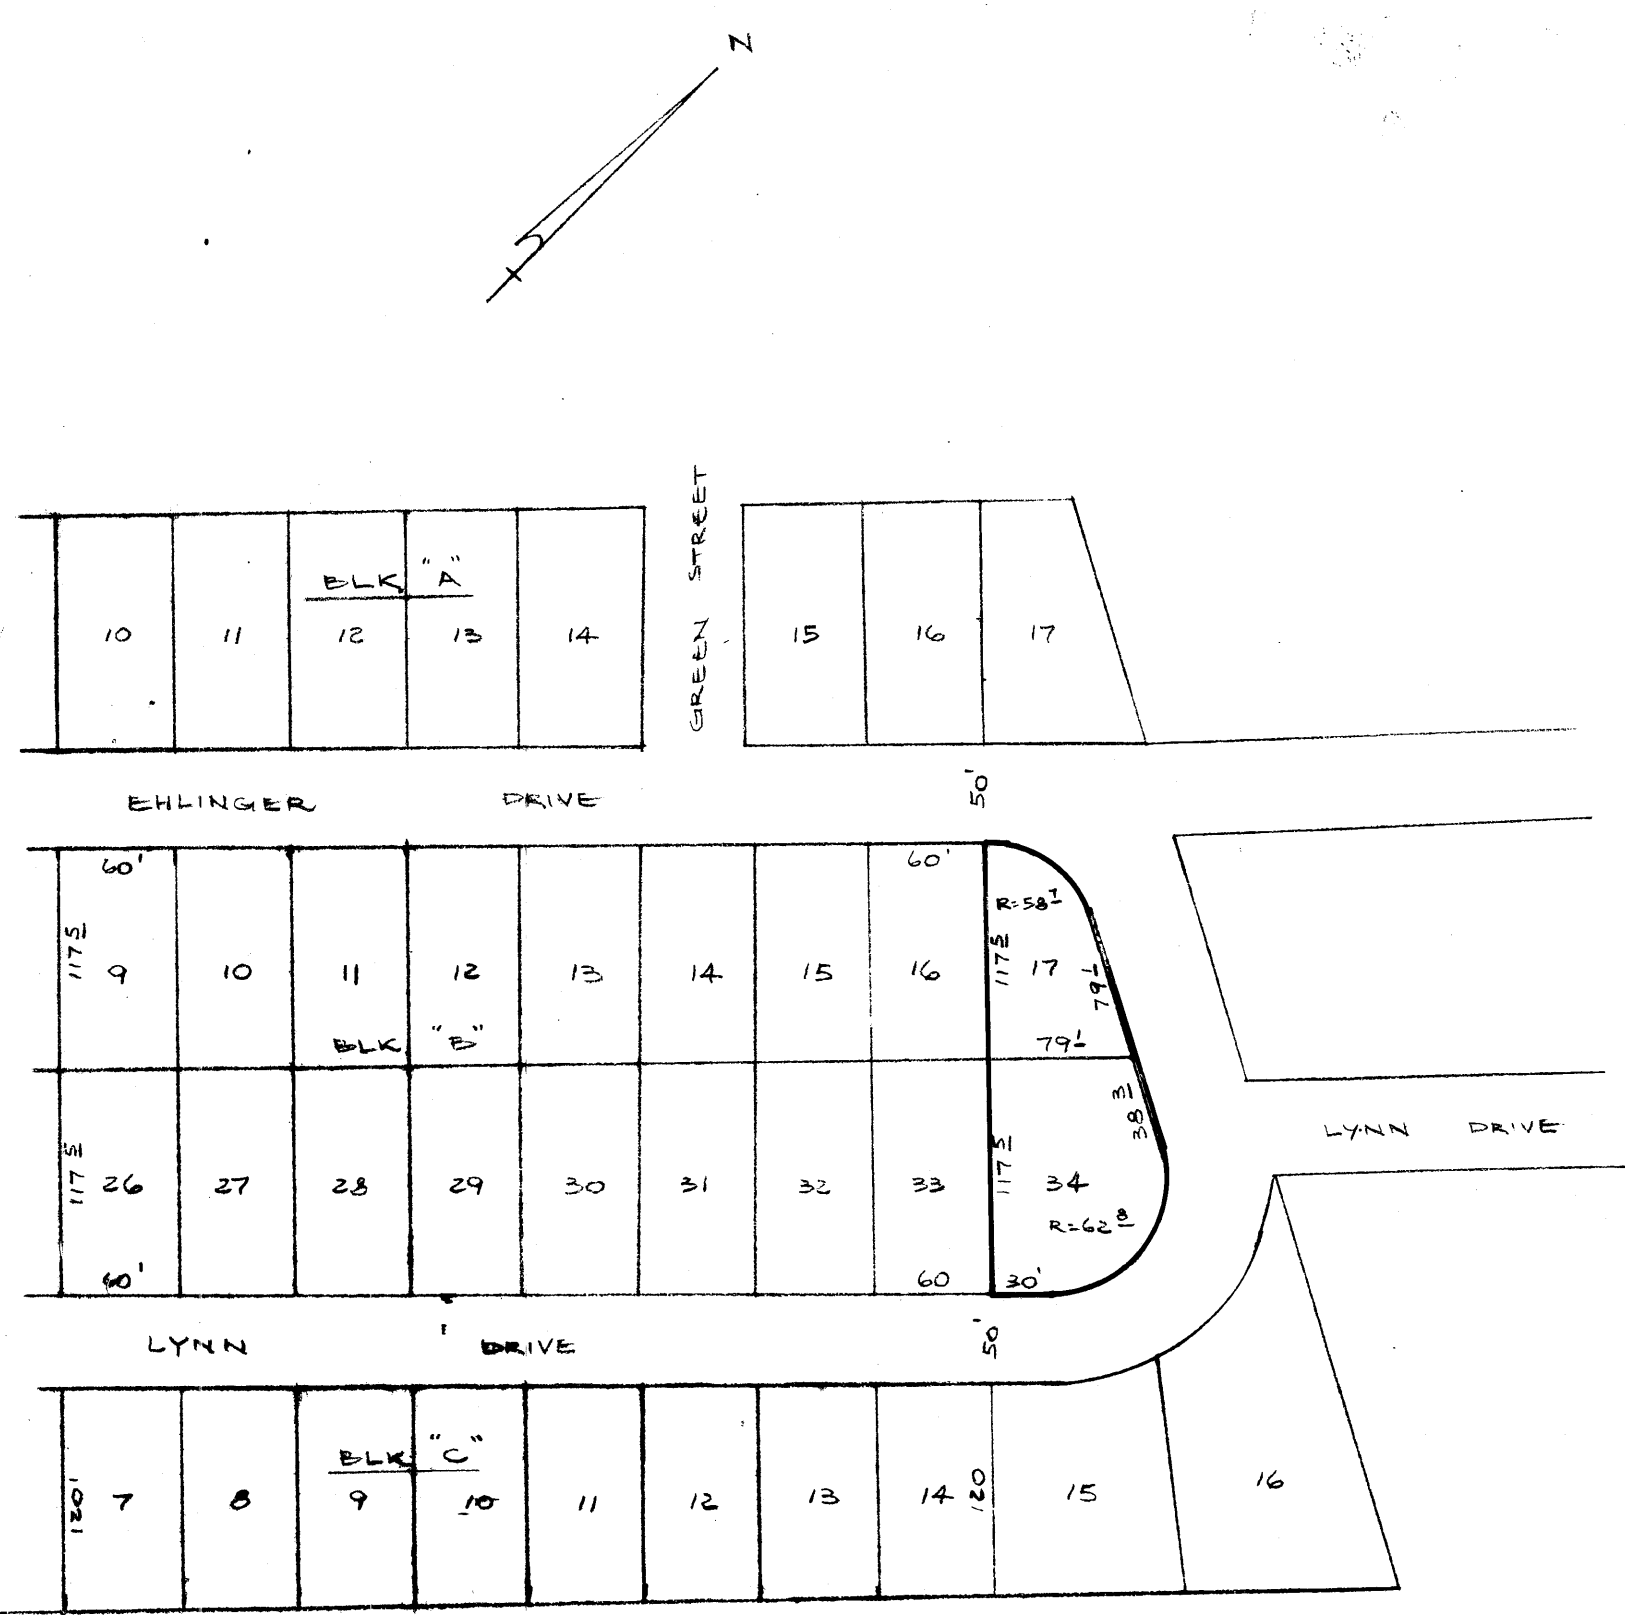 N
GREEN STREET
BLK "A"
10 11 12 13 14 15 16 17
EHLINGER DRIVE 50'
60' 60'
R=58 7
117 5 117 5
9 10 11 12 13 14 15 16 17 79 1
BLK "B" 79 1
38 3
LYNN DRIVE
117 5 117 5
26 27 28 29 30 31 32 33 34
R=62 8
60' 60 30'
LYNN DRIVE 50'
BLK "C"
120' 7 8 9 10 11 12 13 14 120 15 16